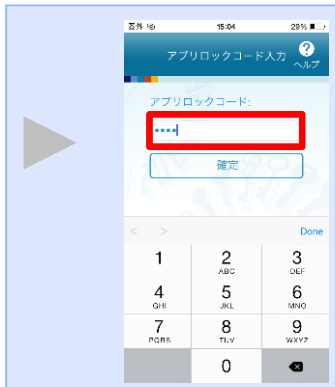 圏外
15:04
29%
アプリロックコード入力
?
ヘルプ
アプリロックコード:
••••
確定
< >
Done
1
2
ABC
3
DEF
4
GHI
5
JKL
6
MNO
7
PQRS
8
TUV
9
WXYZ
0